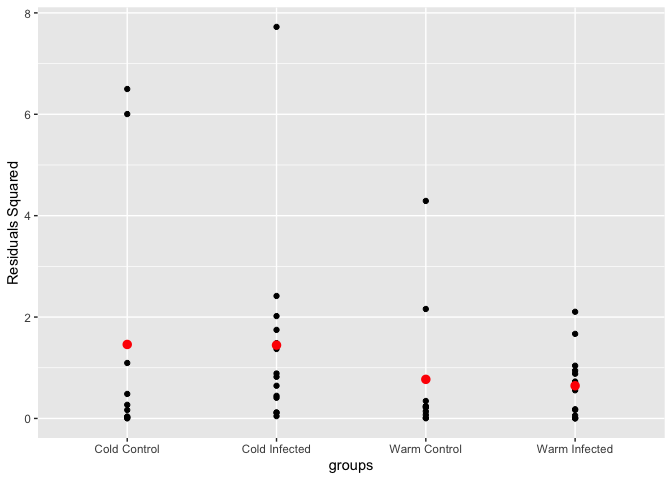 Residuals Squared
8
6
4
2
0
Cold Control
Cold Infected
Warm Control
Warm Infected
groups